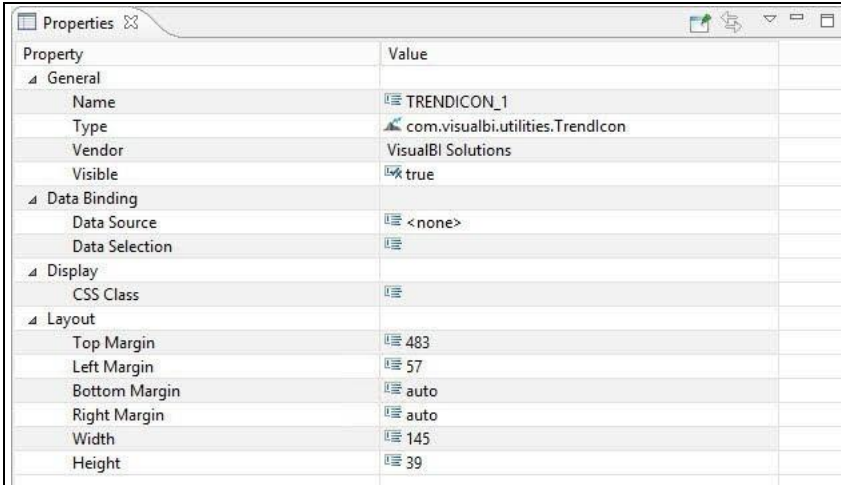 Properties
Property Value
General
Name TRENDICON_1
Type com.visualbi.utilities.TrendIcon
Vendor VisualBI Solutions
Visible true
Data Binding
Data Source <none>
Data Selection
Display
CSS Class
Layout
Top Margin 483
Left Margin 57
Bottom Margin auto
Right Margin auto
Width 145
Height 39